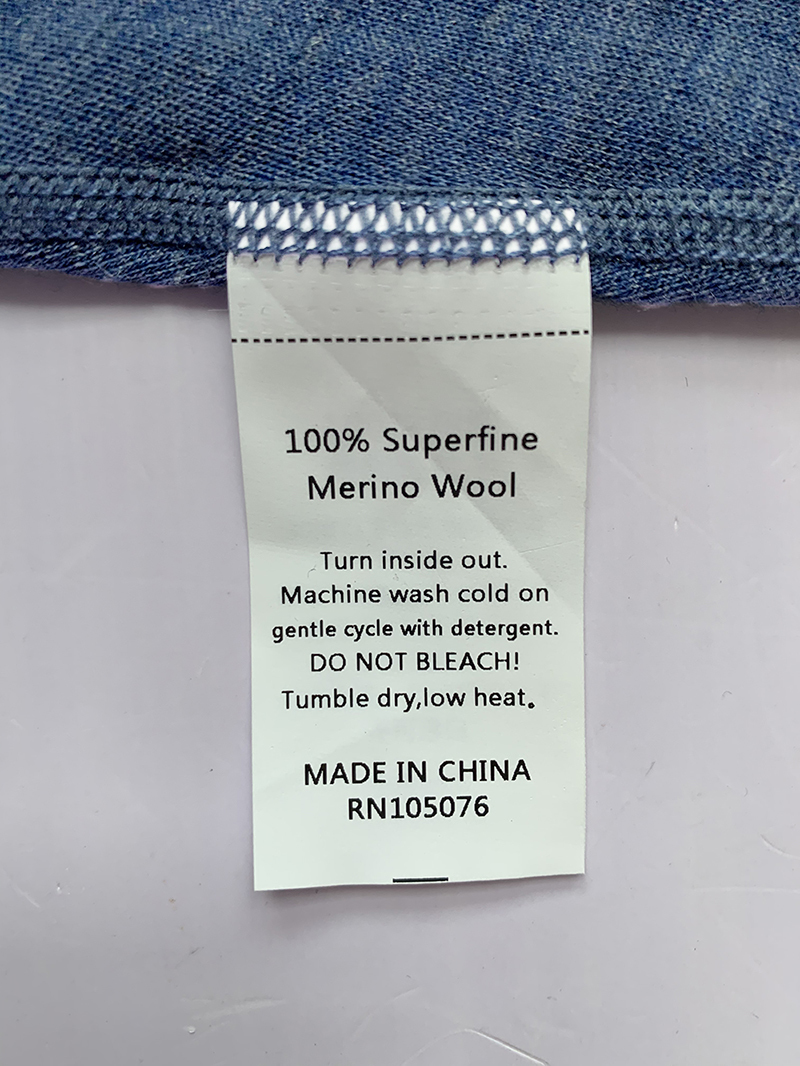 100% Superfine
Merino Wool
Turn inside out.
Machine wash cold on
gentle cycle with detergent.
DO NOT BLEACH!
Tumble dry,low heat。
MADE IN CHINA
RN105076